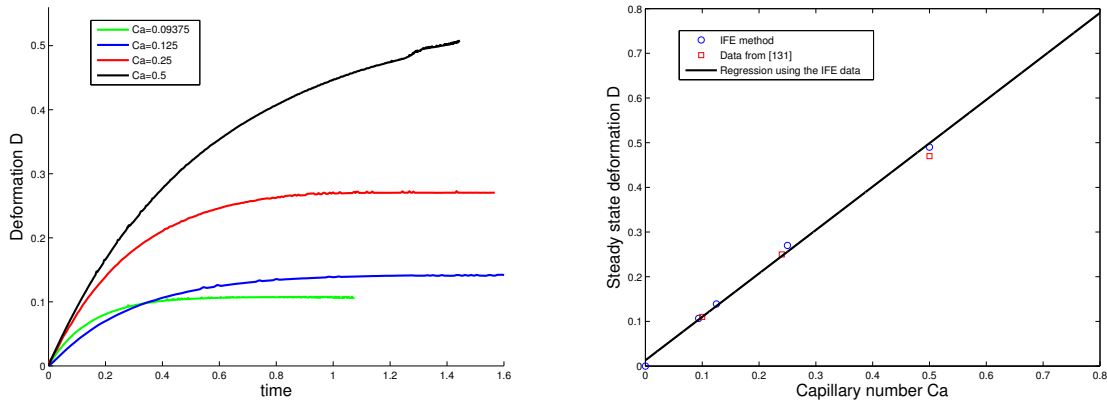 Ca=0.09375
Ca=0.125
Ca=0.25
Ca=0.5
Deformation D
0.5
0.4
0.3
0.2
0.1
0
0 0.2 0.4 0.6 0.8 1 1.2 1.4 1.6
time
IFE method
Data from [131]
Regression using the IFE data
Steady state deformation D
0.8
0.7
0.6
0.5
0.4
0.3
0.2
0.1
0
0 0.1 0.2 0.3 0.4 0.5 0.6 0.7 0.8
Capillary number Ca